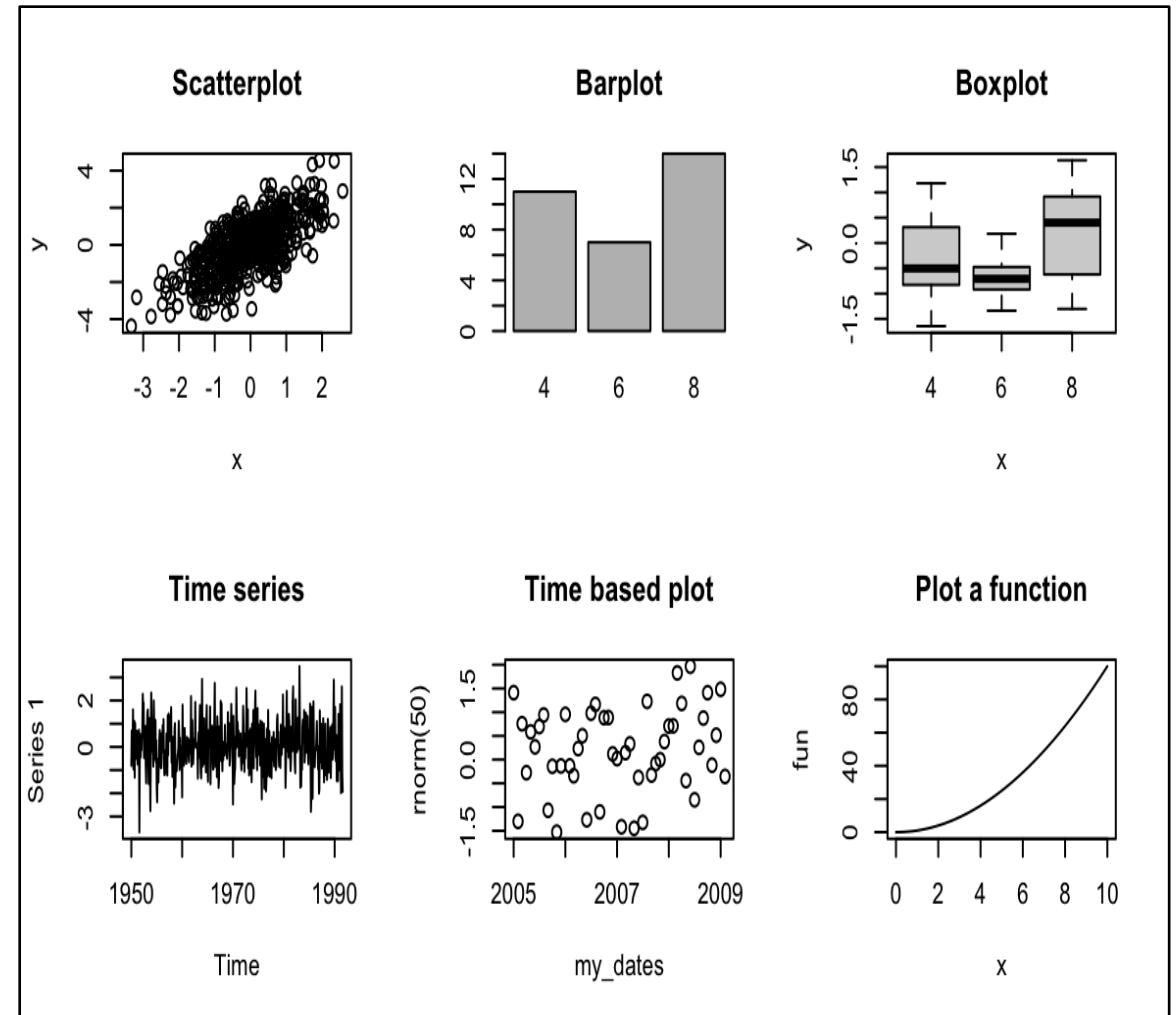 Scatterplot
y
4
0
-4
-3 -2 -1 0 1 2
x
Barplot
12
8
4
0
4 6 8
Boxplot
y
1.5
0.0
-1.5
4 6 8
x
Time series
Series 1
2
0
-3
1950 1970 1990
Time
Time based plot
rnorm(50)
1.5
0.0
-1.5
2005 2007 2009
my_dates
Plot a function
fun
80
40
0
0 2 4 6 8 10
x